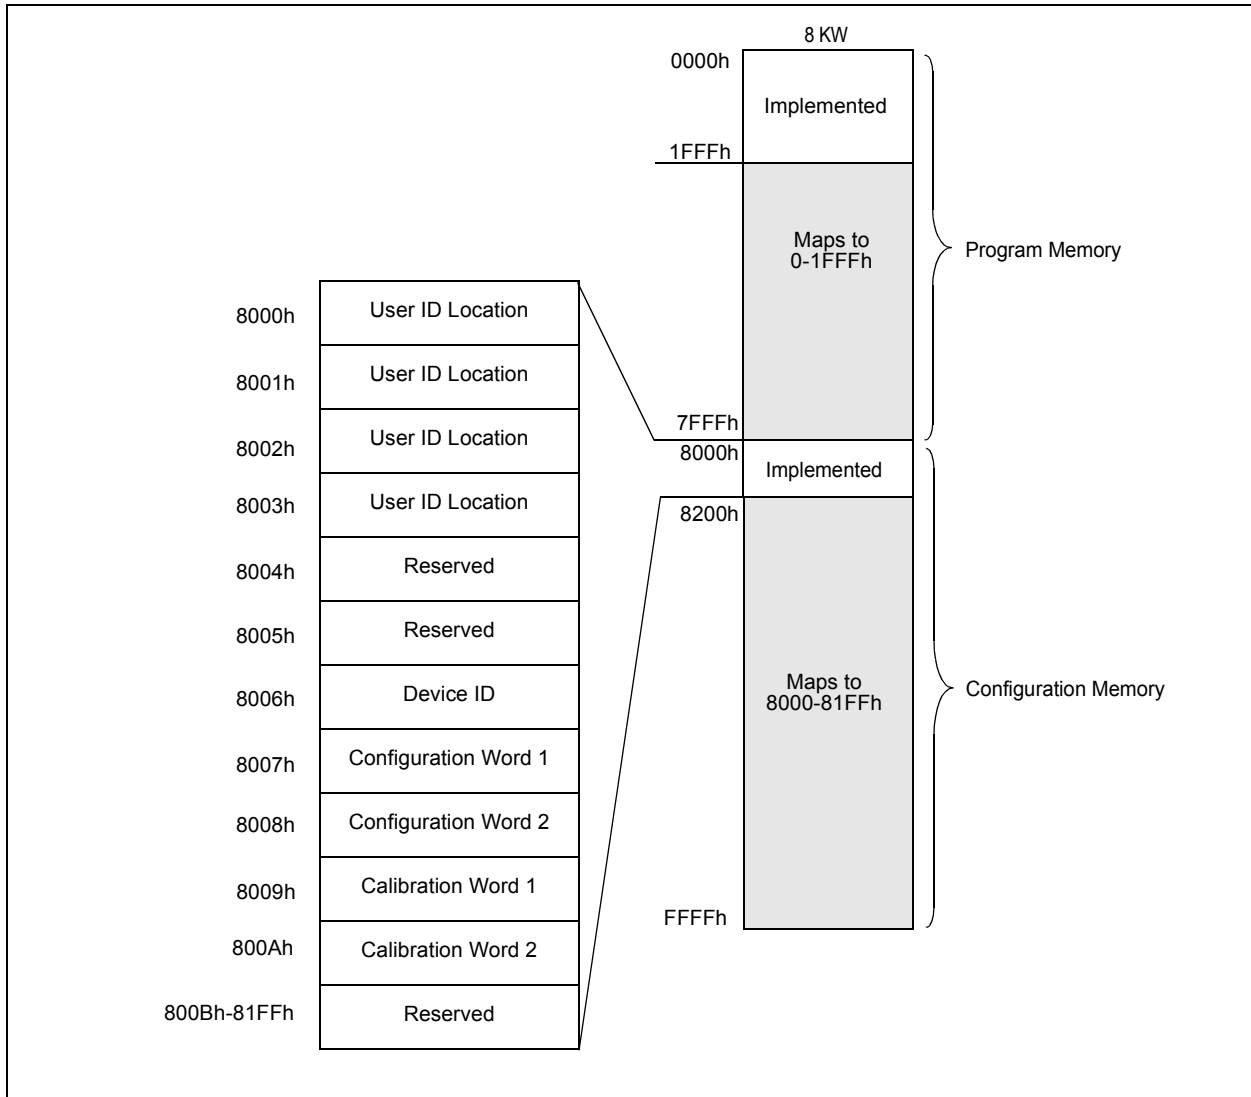 8 KW
0000h
Implemented
1FFFh
Maps to
0-1FFFh
Program Memory
7FFFh
8000h
Implemented
8200h
Maps to
8000-81FFh
Configuration Memory
FFFFh
8000h User ID Location
8001h User ID Location
8002h User ID Location
8003h User ID Location
8004h Reserved
8005h Reserved
8006h Device ID
8007h Configuration Word 1
8008h Configuration Word 2
8009h Calibration Word 1
800Ah Calibration Word 2
800Bh-81FFh Reserved